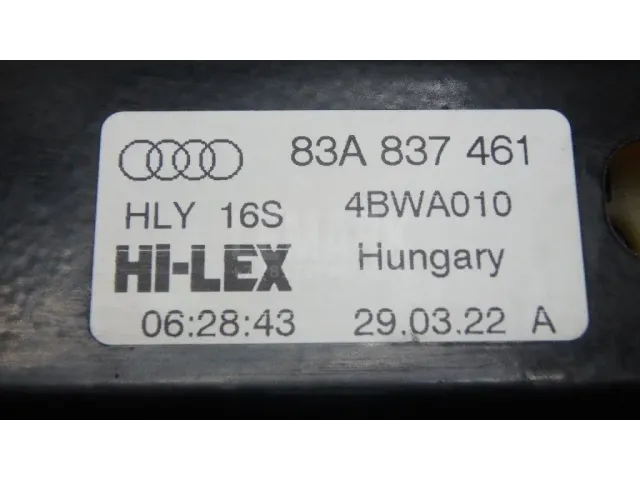 83A 837 461
HLY 16S 4BWA010
HI-LEX Hungary
06:28:43 29.03.22 A